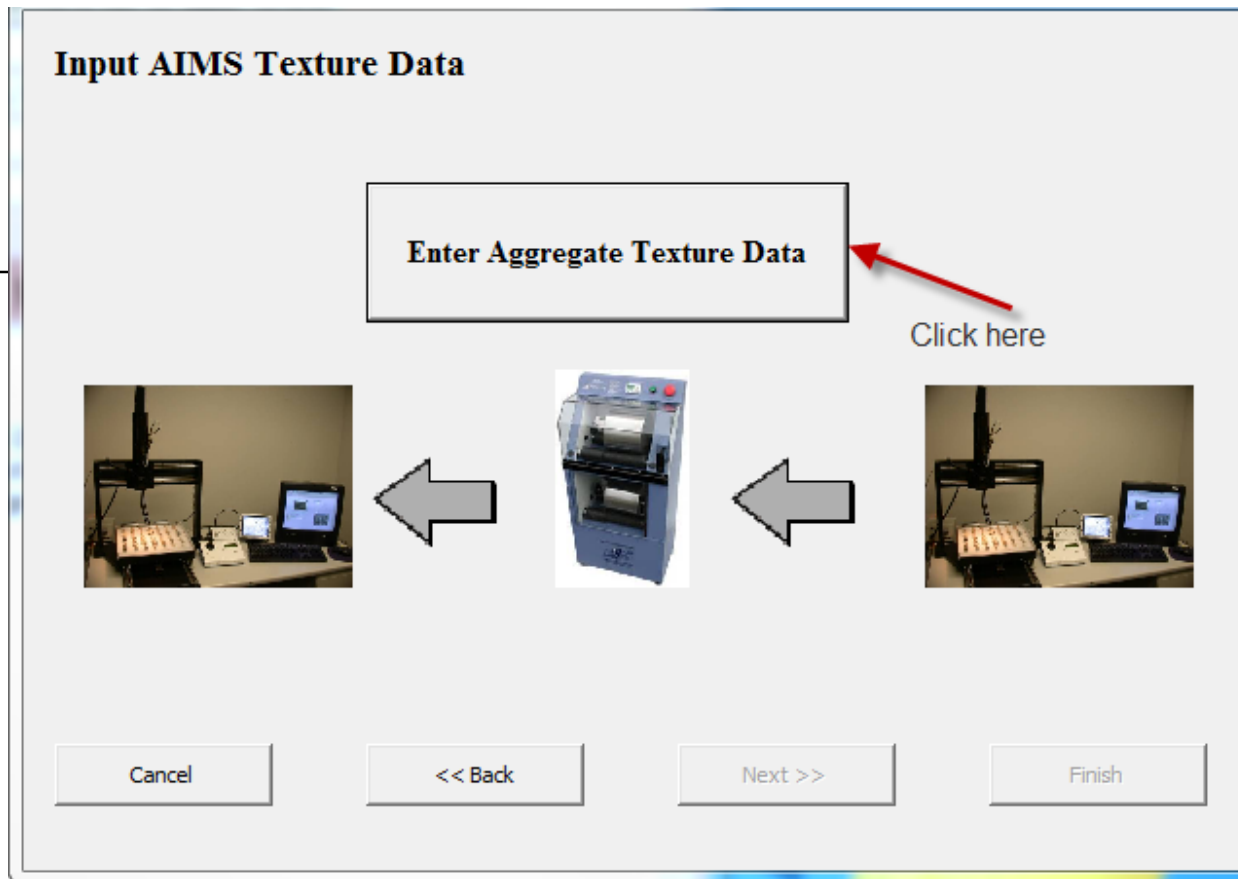 Input AIMS Texture Data
Enter Aggregate Texture Data
Click here
Cancel
<< Back
Next >>
Finish